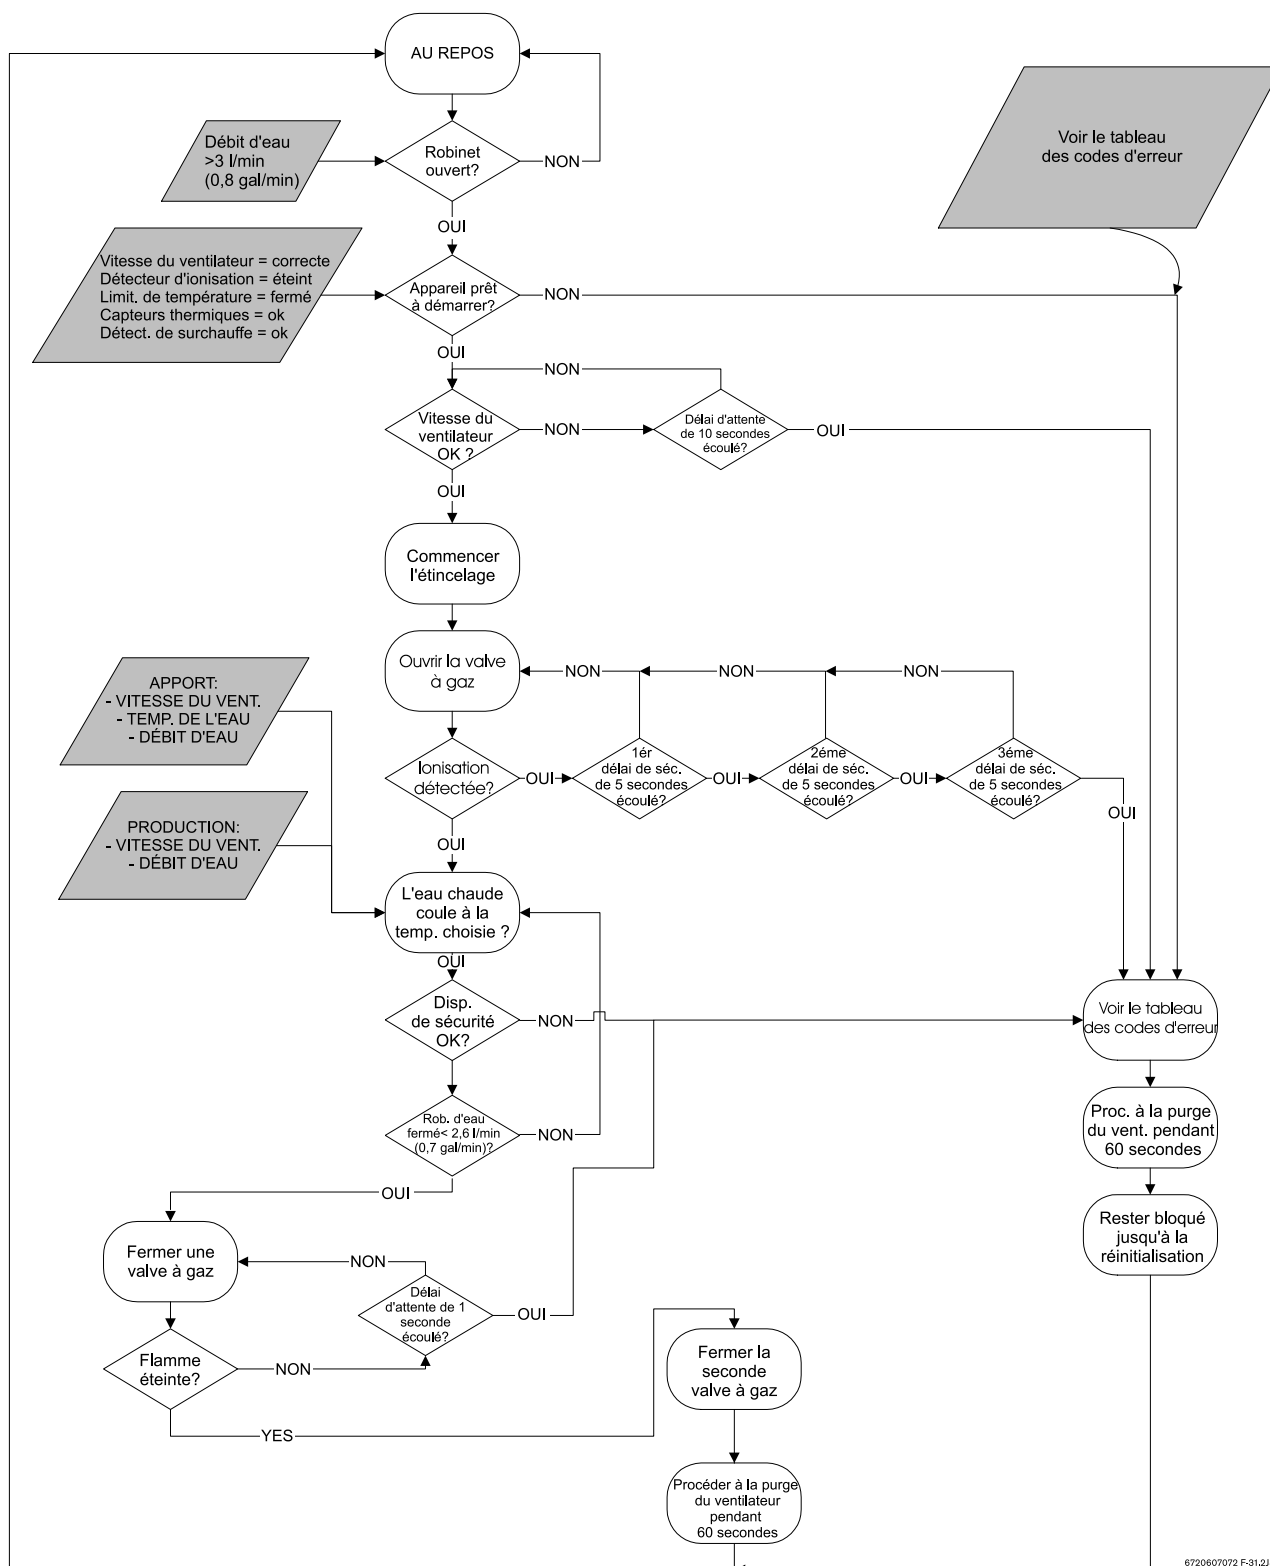 AU REPOS
Débit d'eau
>3 l/min
(0,8 gal/min)
Robinet
ouvert?
NON
Voir le tableau
des codes d'erreur
OUI
Vitesse du ventilateur = correcte
Détecteur d'ionisation = éteint
Limit. de température = fermé
Capteurs thermiques = ok
Détect. de surchauffe = ok
Appareil prêt
à démarrer?
NON
OUI
NON
Vitesse du
ventilateur
OK ?
NON
Délai d'attente
de 10 secondes
écoulé?
OUI
OUI
Commencer
l'étincelage
Ouvrir la valve
à gaz
NON
NON
NON
APPORT:
- VITESSE DU VENT.
- TEMP. DE L'EAU
- DÉBIT D'EAU
Ionisation
détectée?
OUI
1ér
délai de séc.
de 5 secondes
écoulé?
OUI
2éme
délai de séc.
de 5 secondes
écoulé?
OUI
3éme
délai de séc.
de 5 secondes
écoulé?
OUI
PRODUCTION:
- VITESSE DU VENT.
- DÉBIT D'EAU
OUI
L'eau chaude
coule à la
temp. choisie ?
OUI
Disp.
de sécurité
OK?
NON
Voir le tableau
des codes d'erreur
Rob. d'eau
fermé< 2,6 l/min
(0,7 gal/min)?
NON
Proc. à la purge
du vent. pendant
60 secondes
OUI
Rester bloqué
jusqu'à la
réinitialisation
Fermer une
valve à gaz
NON
Délai
d'attente de 1
seconde
écoulé?
OUI
Flamme
éteinte?
NON
Fermer la
seconde
valve à gaz
YES
Procéder à la purge
du ventilateur
pendant
60 secondes
6720607072 F-31.2J